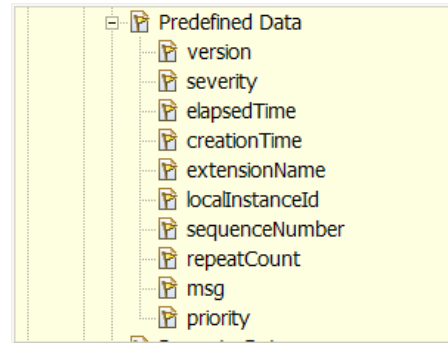 Predefined Data
version
severity
elapsedTime
creationTime
extensionName
localInstanceId
sequenceNumber
repeatCount
msg
priority